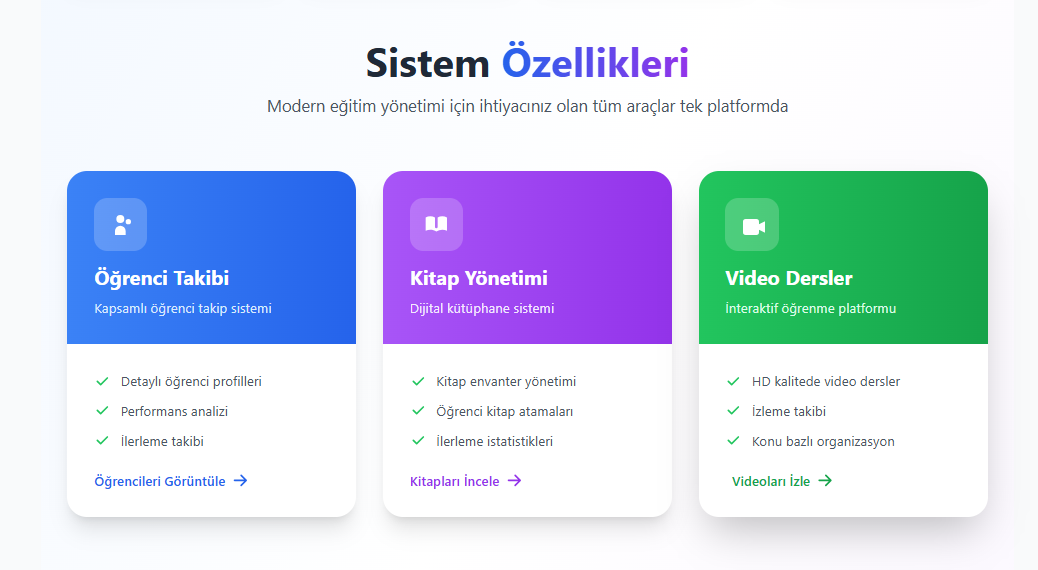 Sistem Özellikleri
Modern eğitim yönetimi için ihtiyacınız olan tüm araçlar tek platformda
Öğrenci Takibi
Kapsamlı öğrenci takip sistemi
Detaylı öğrenci profilleri
Performans analizi
İlerleme takibi
Öğrencileri Görüntüle
Kitap Yönetimi
Dijital kütüphane sistemi
Kitap envanter yönetimi
Öğrenci kitap atamaları
İlerleme istatistikleri
Kitapları İncele
Video Dersler
İnteraktif öğrenme platformu
HD kalitede video dersler
İzleme takibi
Konu bazlı organizasyon
Videoları İzle